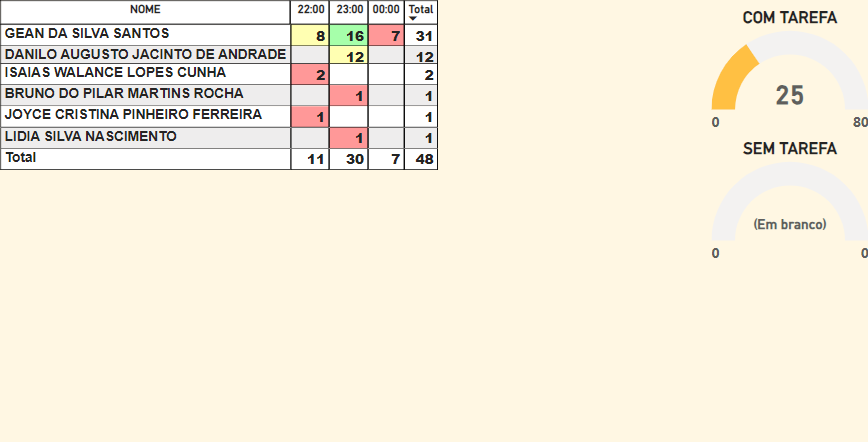 NOME 22:00 23:00 00:00 Total
GEAN DA SILVA SANTOS 8 16 7 31
DANILO AUGUSTO JACINTO DE ANDRADE 12 12
ISAIAS WALANCE LOPES CUNHA 2 2
BRUNO DO PILAR MARTINS ROCHA 1 1
JOYCE CRISTINA PINHEIRO FERREIRA 1 1
LIDIA SILVA NASCIMENTO 1 1
Total 11 30 7 48
COM TAREFA
25
0 80
SEM TAREFA
(Em branco)
0 0